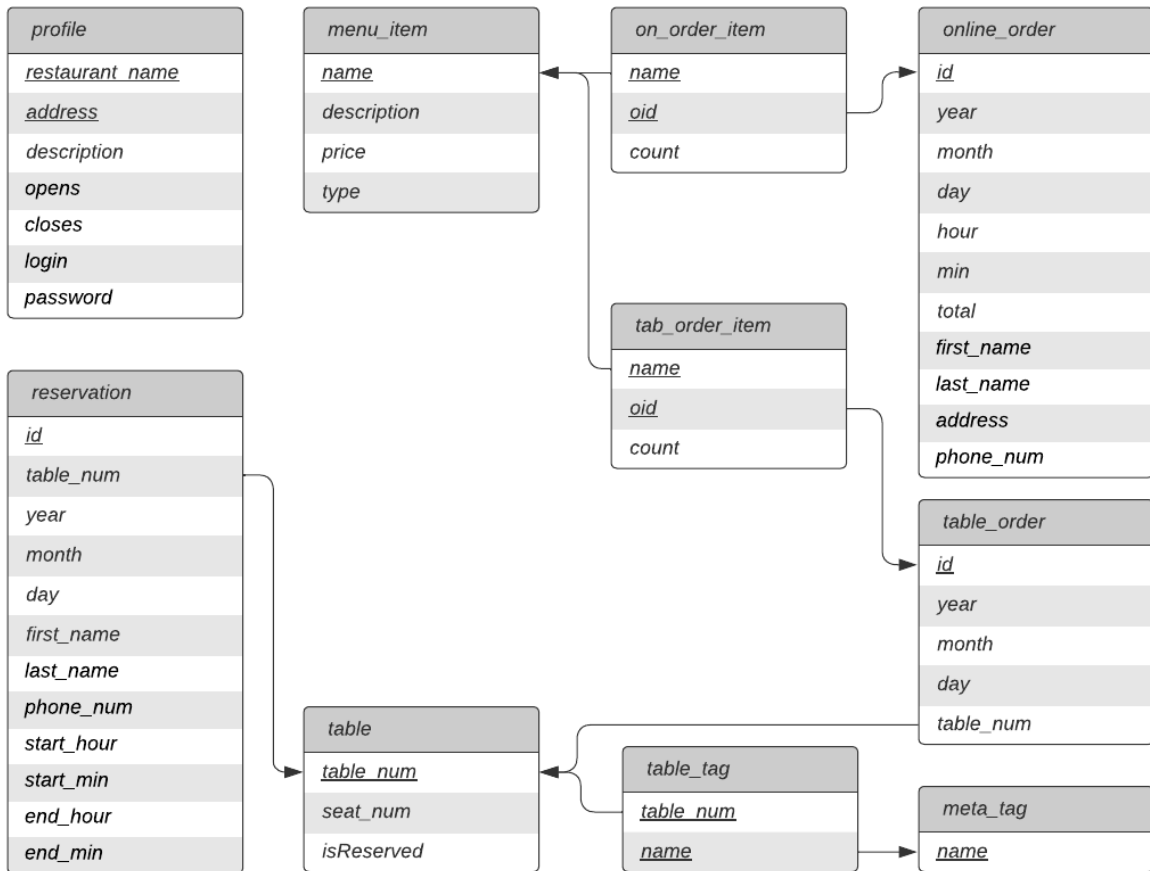 profile
restaurant_name
address
description
opens
closes
login
password
menu_item
name
description
price
type
on_order_item
name
oid
count
online_order
id
year
month
day
hour
min
total
first_name
last_name
address
phone_num
tab_order_item
name
oid
count
reservation
id
table_num
year
month
day
first_name
last_name
phone_num
start_hour
start_min
end_hour
end_min
table
table_num
seat_num
isReserved
table_order
id
year
month
day
table_num
table_tag
table_num
name
meta_tag
name